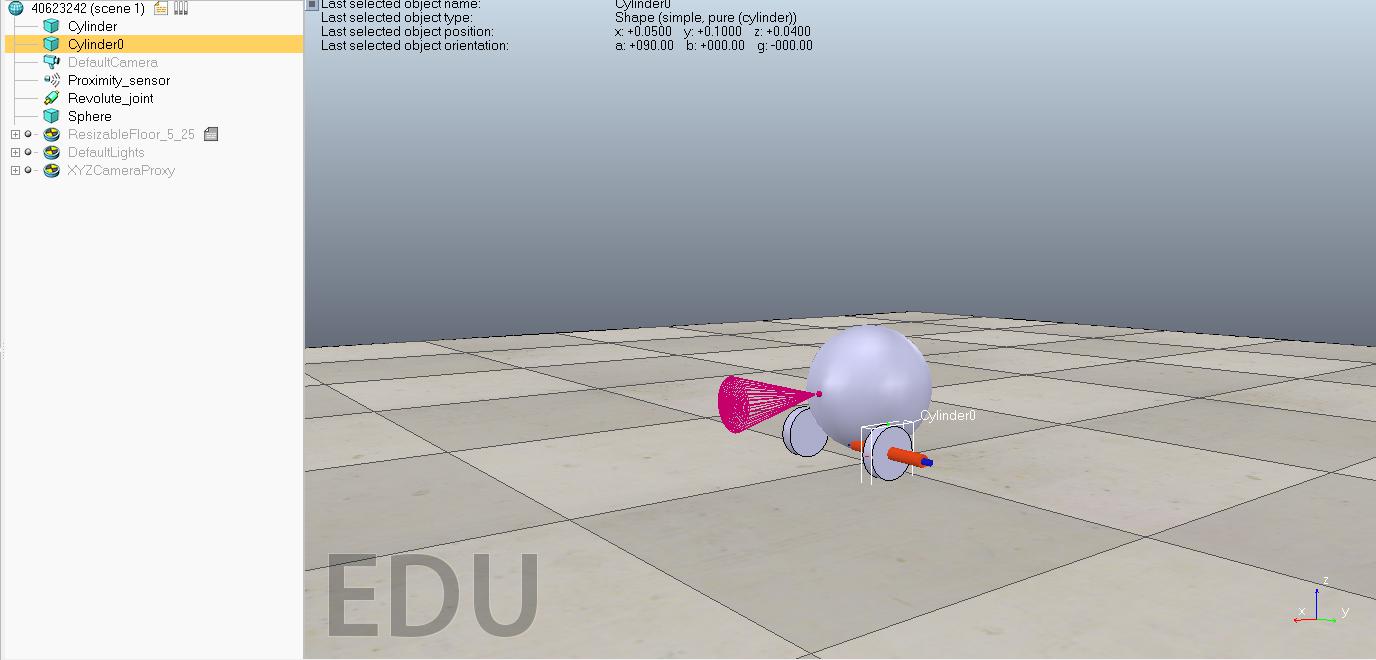 40623242 (scene 1)
Cylinder
Cylinder0
DefaultCamera
Proximity_sensor
Revolute_joint
Sphere
ResizableFloor_5_25
DefaultLights
XYZCameraProxy
Last selected object name: Cylinder0
Last selected object type: Shape (simple, pure (cylinder))
Last selected object position: x: +0.0500 y: +0.1000 z: +0.0400
Last selected object orientation: a: +090.00 b: +000.00 g: -000.00
Cylinder0
EDU
z
x
y